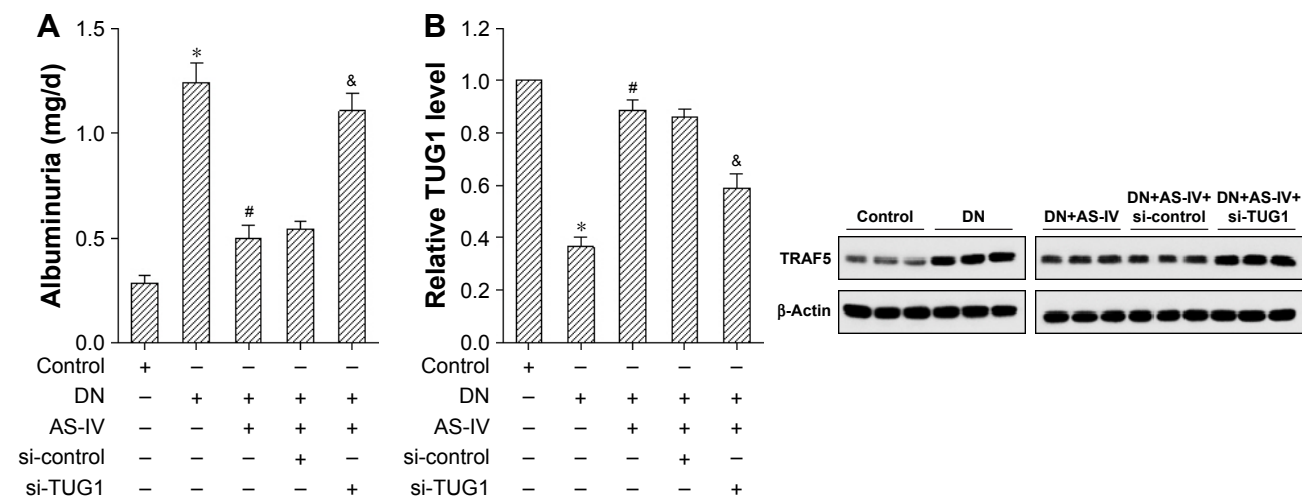 A
Albuminuria (mg/d)
1.5
1.0
0.5
0.0
*
#
&
Control + – – – –
DN – + + + +
AS-IV – – + + +
si-control – – – + –
si-TUG1 – – – – +
B
Relative TUG1 level
1.2
1.0
0.8
0.6
0.4
0.2
0.0
*
#
&
Control + – – – –
DN – + + + +
AS-IV – – + + +
si-control – – – + –
si-TUG1 – – – – +
Control
DN
DN+AS-IV
DN+AS-IV+
si-control
DN+AS-IV+
si-TUG1
TRAF5
β-Actin